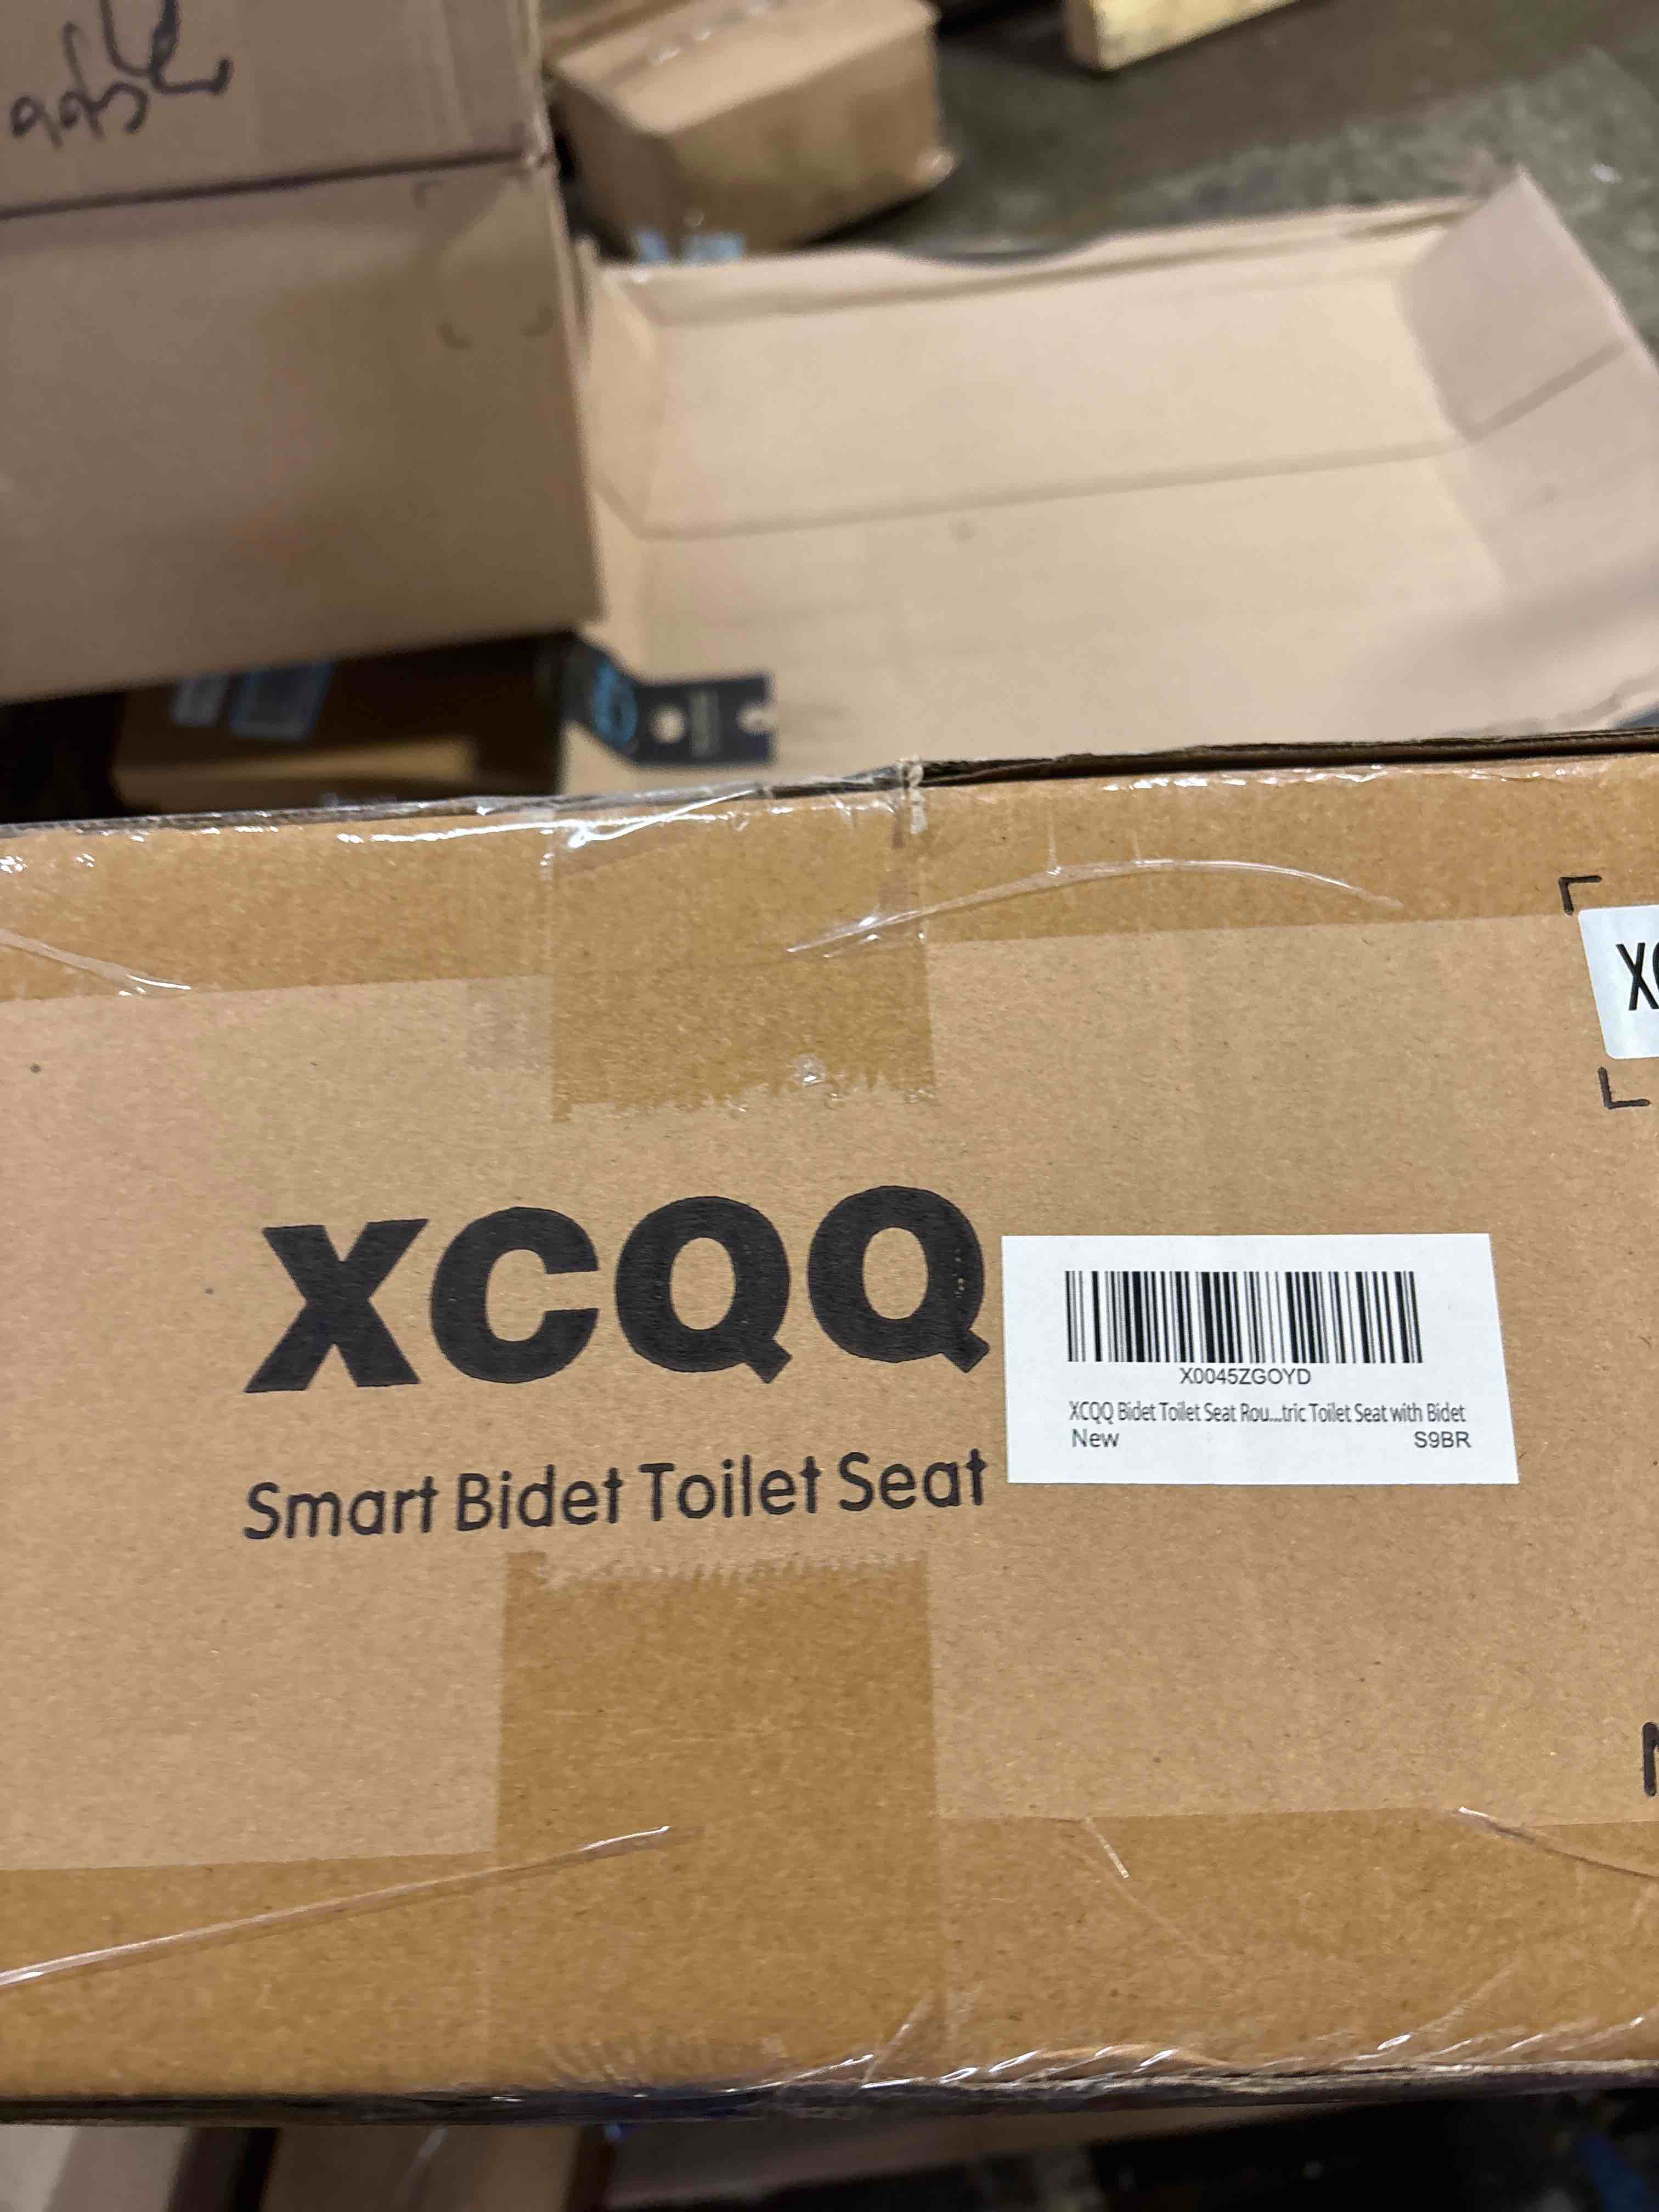 XCQQ
Smart Bidet Toilet Seat
X0045ZGOYD
XCQQ Bidet Toilet Seat Rou...tric Toilet Seat with Bidet
New S9BR